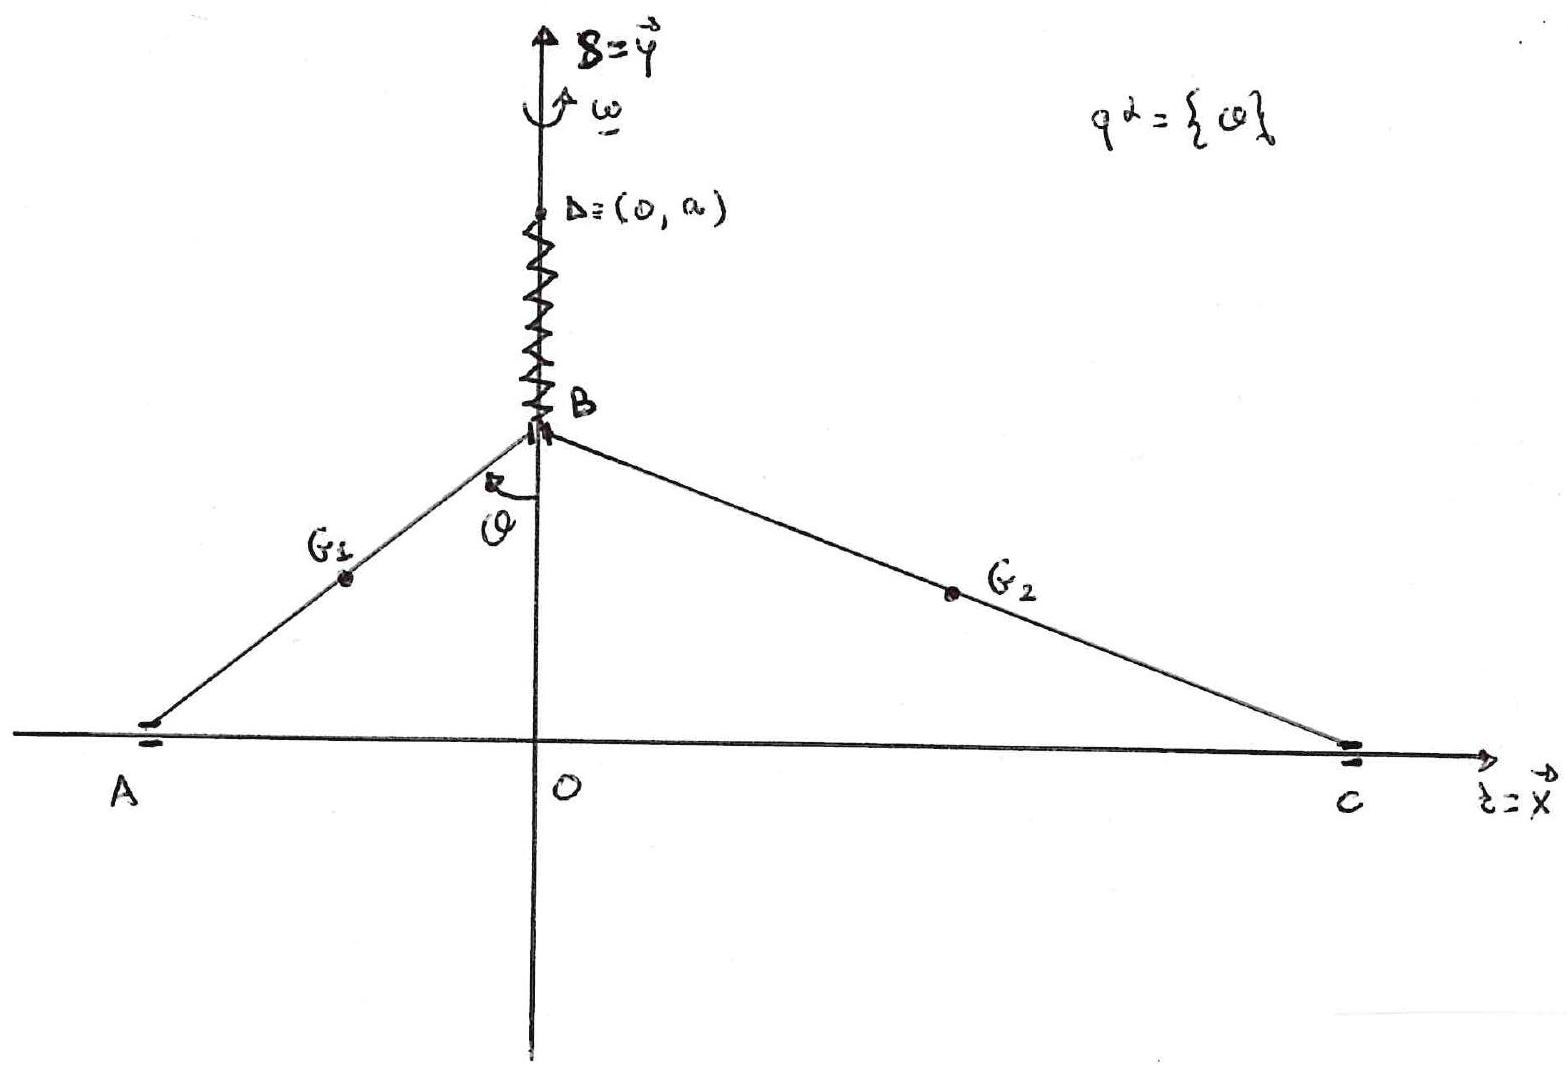 s≡y⃗
ω
q^α = {θ}
D≡(0, a)
B
θ
G₁
G₂
A
O
C
r≡x⃗